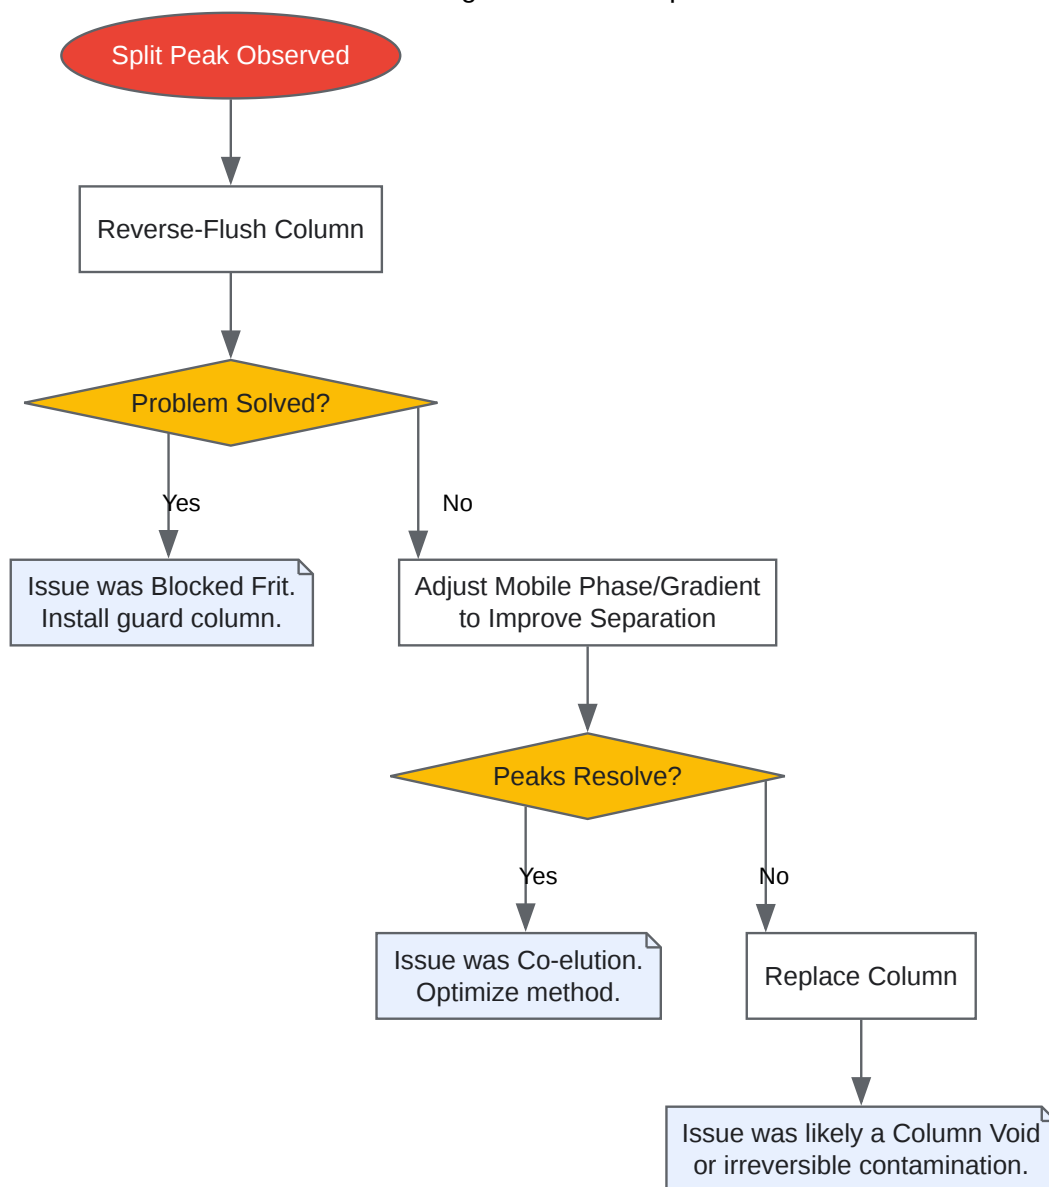 Split Peak Observed
Reverse-Flush Column
Problem Solved?
Yes
No
Issue was Blocked Frit.
Install guard column.
Adjust Mobile Phase/Gradient
to Improve Separation
Peaks Resolve?
Yes
No
Issue was Co-elution.
Optimize method.
Replace Column
Issue was likely a Column Void
or irreversible contamination.